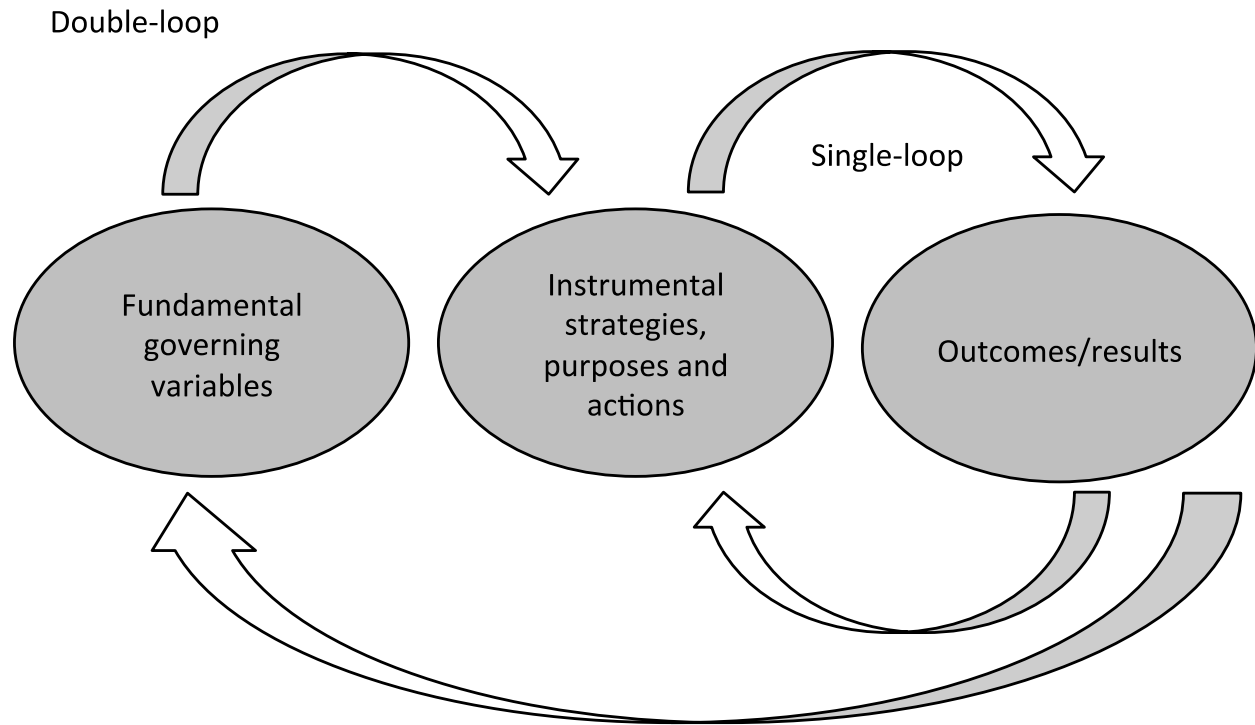 Double-loop
Single-loop
Fundamental
governing
variables
Instrumental
strategies,
purposes and
actions
Outcomes/results